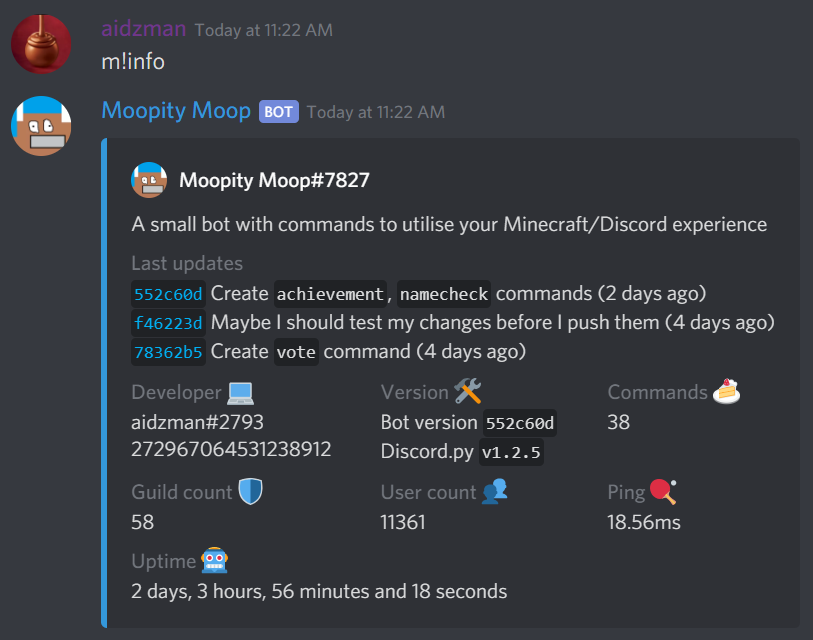 aidzman Today at 11:22 AM
m!info
Moopity Moop BOT Today at 11:22 AM
Moopity Moop#7827
A small bot with commands to utilise your Minecraft/Discord experience
Last updates
552c60d Create achievement, namecheck commands (2 days ago)
f46223d Maybe I should test my changes before I push them (4 days ago)
78362b5 Create vote command (4 days ago)
Developer Version Commands
aidzman#2793 Bot version 552c60d 38
272967064531238912 Discord.py v1.2.5
Guild count User count Ping
58 11361 18.56ms
Uptime
2 days, 3 hours, 56 minutes and 18 seconds